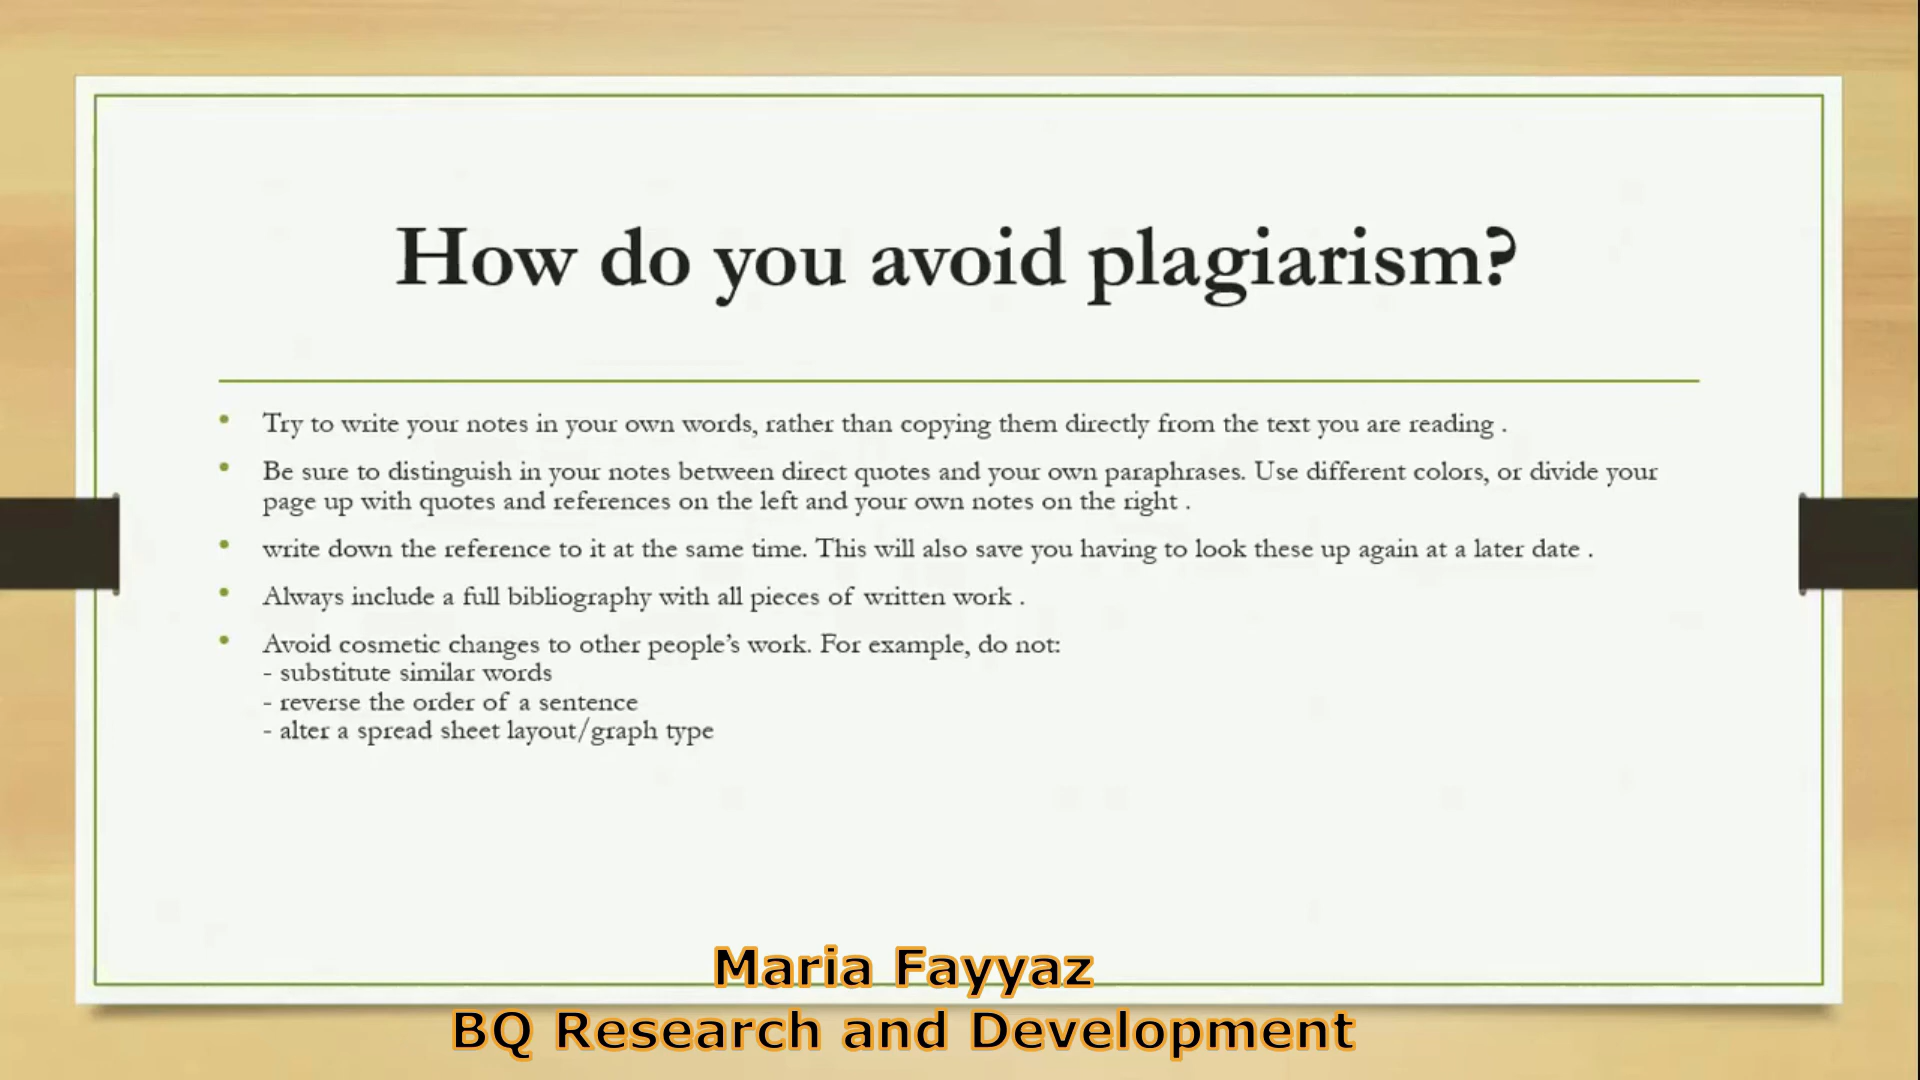 How do you avoid plagiarism?
• Try to write your notes in your own words, rather than copying them directly from the text you are reading .
• Be sure to distinguish in your notes between direct quotes and your own paraphrases. Use different colors, or divide your
page up with quotes and references on the left and your own notes on the right .
• write down the reference to it at the same time. This will also save you having to look these up again at a later date .
• Always include a full bibliography with all pieces of written work .
• Avoid cosmetic changes to other people’s work. For example, do not:
- substitute similar words
- reverse the order of a sentence
- alter a spread sheet layout/graph type
Maria Fayyaz
BQ Research and Development